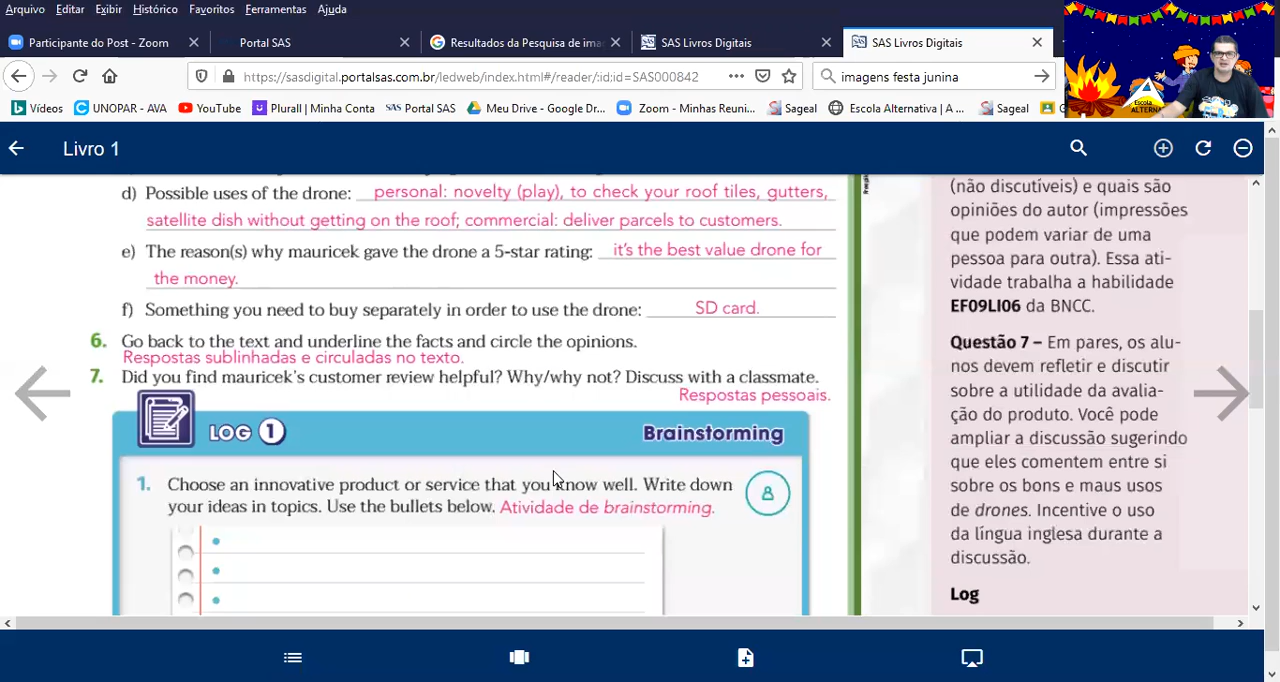 Arquivo Editar Exibir Histórico Favoritos Ferramentas Ajuda
Participante do Post - Zoom
Portal SAS
Resultados da Pesquisa de ima
SAS Livros Digitais
SAS Livros Digitais
https://sasdigital.portalsas.com.br/ledweb/index.html#/reader/:id;id=SAS000842
imagens festa junina
Vídeos UNOPAR - AVA YouTube Plurall | Minha Conta SAS Portal SAS Meu Drive - Google Dr... Zoom - Minhas Reuni... Sageal Escola Alternativa | A ... Sageal
Escola
ALTERN
Livro 1
d) Possible uses of the drone: personal: novelty (play), to check your roof tiles, gutters,
satellite dish without getting on the roof; commercial: deliver parcels to customers.
e) The reason(s) why mauricek gave the drone a 5-star rating: it's the best value drone for
the money.
f) Something you need to buy separately in order to use the drone: SD card.
6. Go back to the text and underline the facts and circle the opinions.
Respostas sublinhadas e circuladas no texto.
7. Did you find mauricek's customer review helpful? Why/why not? Discuss with a classmate.
Respostas pessoais.
LOG 1 Brainstorming
1. Choose an innovative product or service that you know well. Write down
your ideas in topics. Use the bullets below. Atividade de brainstorming.
(não discutíveis) e quais são
opiniões do autor (impressões
que podem variar de uma
pessoa para outra). Essa ati-
vidade trabalha a habilidade
EF09LI06 da BNCC.
Questão 7 – Em pares, os alu-
nos devem refletir e discutir
sobre a utilidade da avalia-
ção do produto. Você pode
ampliar a discussão sugerindo
que eles comentem entre si
sobre os bons e maus usos
de drones. Incentive o uso
da língua inglesa durante a
discussão.
Log